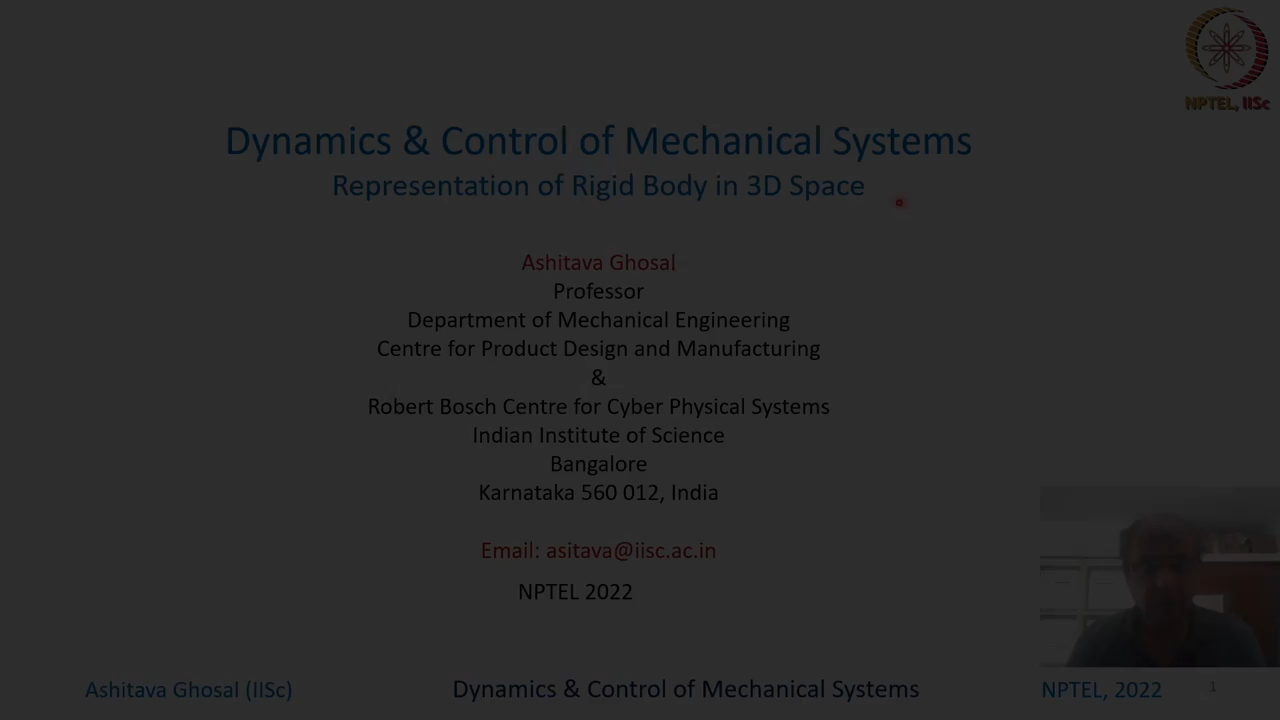 NPTEL, IISc
Dynamics & Control of Mechanical Systems
Representation of Rigid Body in 3D Space
Ashitava Ghosal
Professor
Department of Mechanical Engineering
Centre for Product Design and Manufacturing
&
Robert Bosch Centre for Cyber Physical Systems
Indian Institute of Science
Bangalore
Karnataka 560 012, India
Email: asitava@iisc.ac.in
NPTEL 2022
Ashitava Ghosal (IISc)
Dynamics & Control of Mechanical Systems
NPTEL, 2022
1